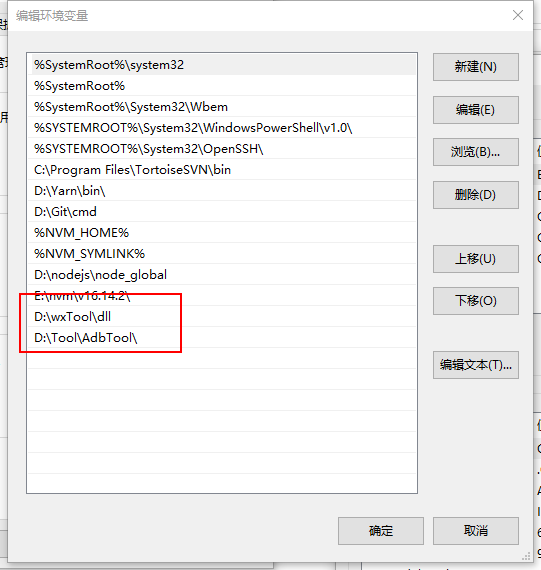 编辑环境变量
%SystemRoot%\system32
%SystemRoot%
%SystemRoot%\System32\Wbem
%SYSTEMROOT%\System32\WindowsPowerShell\v1.0\
%SYSTEMROOT%\System32\OpenSSH\
C:\Program Files\TortoiseSVN\bin
D:\Yarn\bin\
D:\Git\cmd
%NVM_HOME%
%NVM_SYMLINK%
D:\nodejs\node_global
E:\nvm\v16.14.2\
D:\wxTool\dll
D:\Tool\AdbTool\
新建(N)
编辑(E)
浏览(B)...
删除(D)
上移(U)
下移(O)
编辑文本(T)...
确定
取消